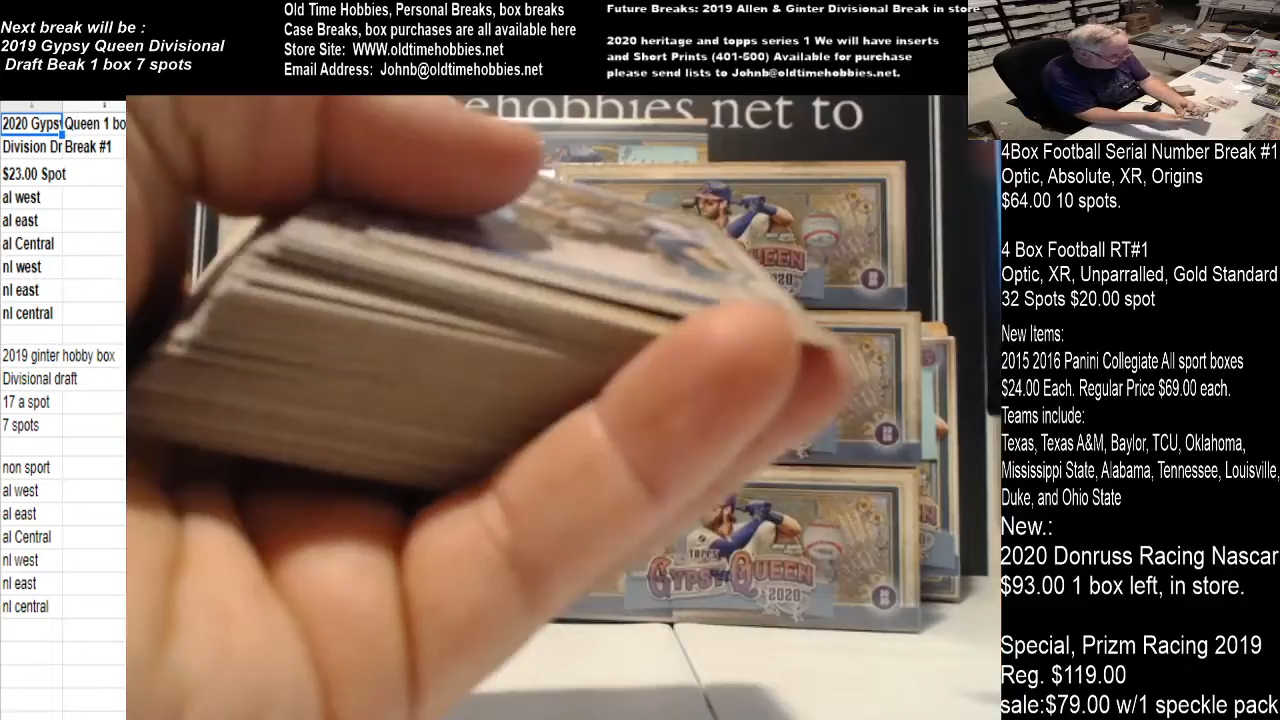 Next break will be :
2019 Gypsy Queen Divisional
Draft Beak 1 box 7 spots
Old Time Hobbies, Personal Breaks, box breaks
Case Breaks, box purchases are all available here
Store Site: WWW.oldtimehobbies.net
Email Address: Johnb@oldtimehobbies.net
Future Breaks: 2019 Allen & Ginter Divisional Break in store
2020 heritage and topps series 1 We will have inserts
and Short Prints (401-500) Available for purchase
please send lists to Johnb@oldtimehobbies.net.
2020 Gypsy Queen 1 bo
Division Dr Break #1
$23.00 Spot
al west
al east
al Central
nl west
nl east
nl central
2019 ginter hobby box
Divisional draft
17 a spot
7 spots
non sport
al west
al east
al Central
nl west
nl east
nl central
mehobbies.net to
QUEEN
2020
TOPPS
GYPSY QUEEN
2020
4Box Football Serial Number Break #1
Optic, Absolute, XR, Origins
$64.00 10 spots.
4 Box Football RT#1
Optic, XR, Unparralled, Gold Standard
32 Spots $20.00 spot
New Items:
2015 2016 Panini Collegiate All sport boxes
$24.00 Each. Regular Price $69.00 each.
Teams include:
Texas, Texas A&M, Baylor, TCU, Oklahoma,
Mississippi State, Alabama, Tennessee, Louisville,
Duke, and Ohio State
New.:
2020 Donruss Racing Nascar
$93.00 1 box left, in store.
Special, Prizm Racing 2019
Reg. $119.00
sale:$79.00 w/1 speckle pack